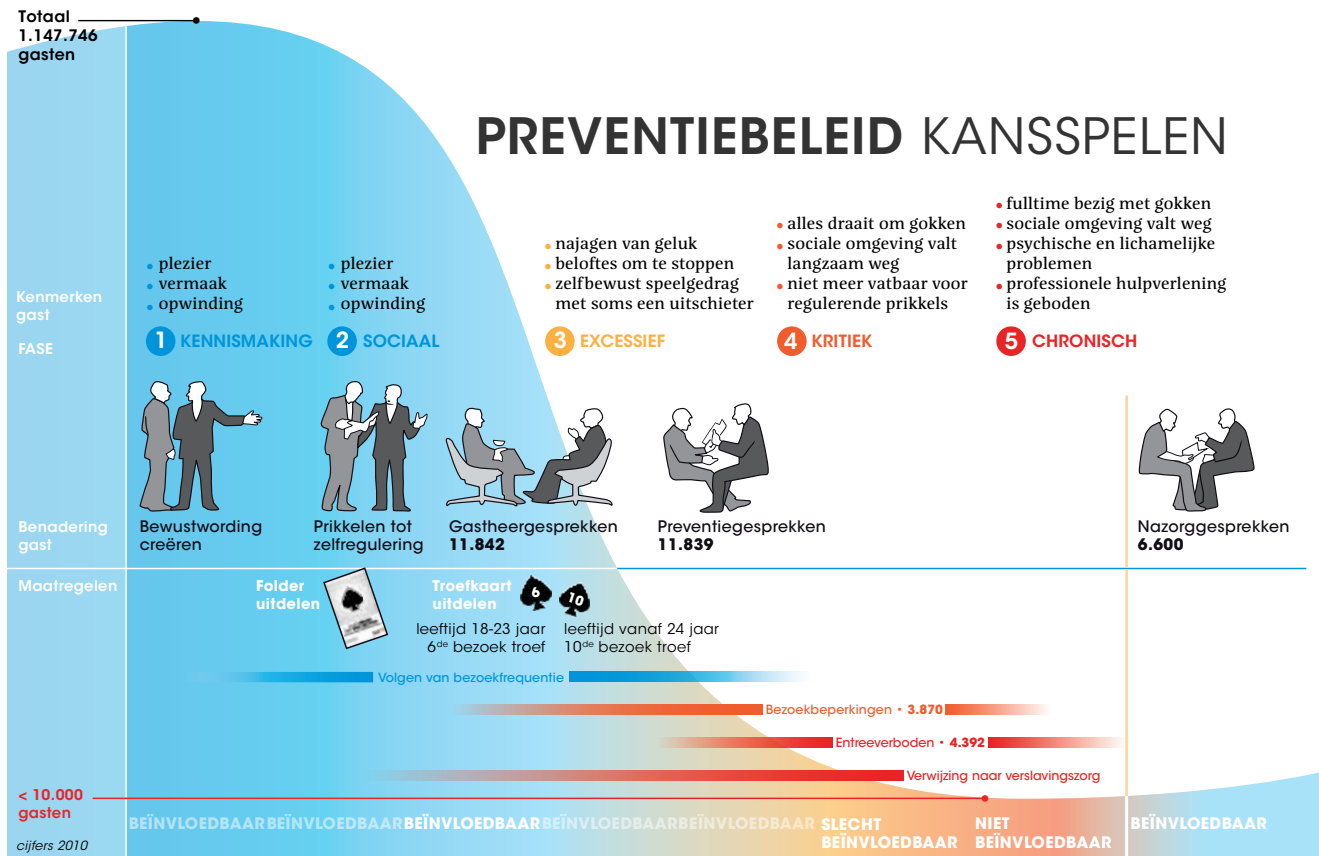 Totaal
1.147.746
gasten
PREVENTIEBELEID KANSSPELEN
Kenmerken
gast
• plezier
• vermaak
• opwinding
• plezier
• vermaak
• opwinding
• najagen van geluk
• beloftes om te stoppen
• zelfbewust speelgedrag
met soms een uitschieter
• alles draait om gokken
• sociale omgeving valt
langzaam weg
• niet meer vatbaar voor
regulerende prikkels
• fulltime bezig met gokken
• sociale omgeving valt weg
• psychische en lichamelijke
problemen
• professionele hulpverlening
is geboden
FASE
1 KENNISMAKING
2 SOCIAAL
3 EXCESSIEF
4 KRITIEK
5 CHRONISCH
Benadering
gast
Bewustwording
creëren
Prikkelen tot
zelfregulering
Gastheergesprekken
11.842
Preventiegesprekken
11.839
Nazorggesprekken
6.600
Maatregelen
Folder
uitdelen
Troefkaart
uitdelen
6
10
leeftijd 18-23 jaar
6de bezoek troef
leeftijd vanaf 24 jaar
10de bezoek troef
Volgen van bezoekfrequentie
Bezoekbeperkingen • 3.870
Entreeverboden • 4.392
Verwijzing naar verslavingszorg
< 10.000
gasten
BEÏNVLOEDBAAR BEÏNVLOEDBAAR BEÏNVLOEDBAAR BEÏNVLOEDBAAR BEÏNVLOEDBAAR
SLECHT
BEÏNVLOEDBAAR
NIET
BEÏNVLOEDBAAR
BEÏNVLOEDBAAR
cijfers 2010